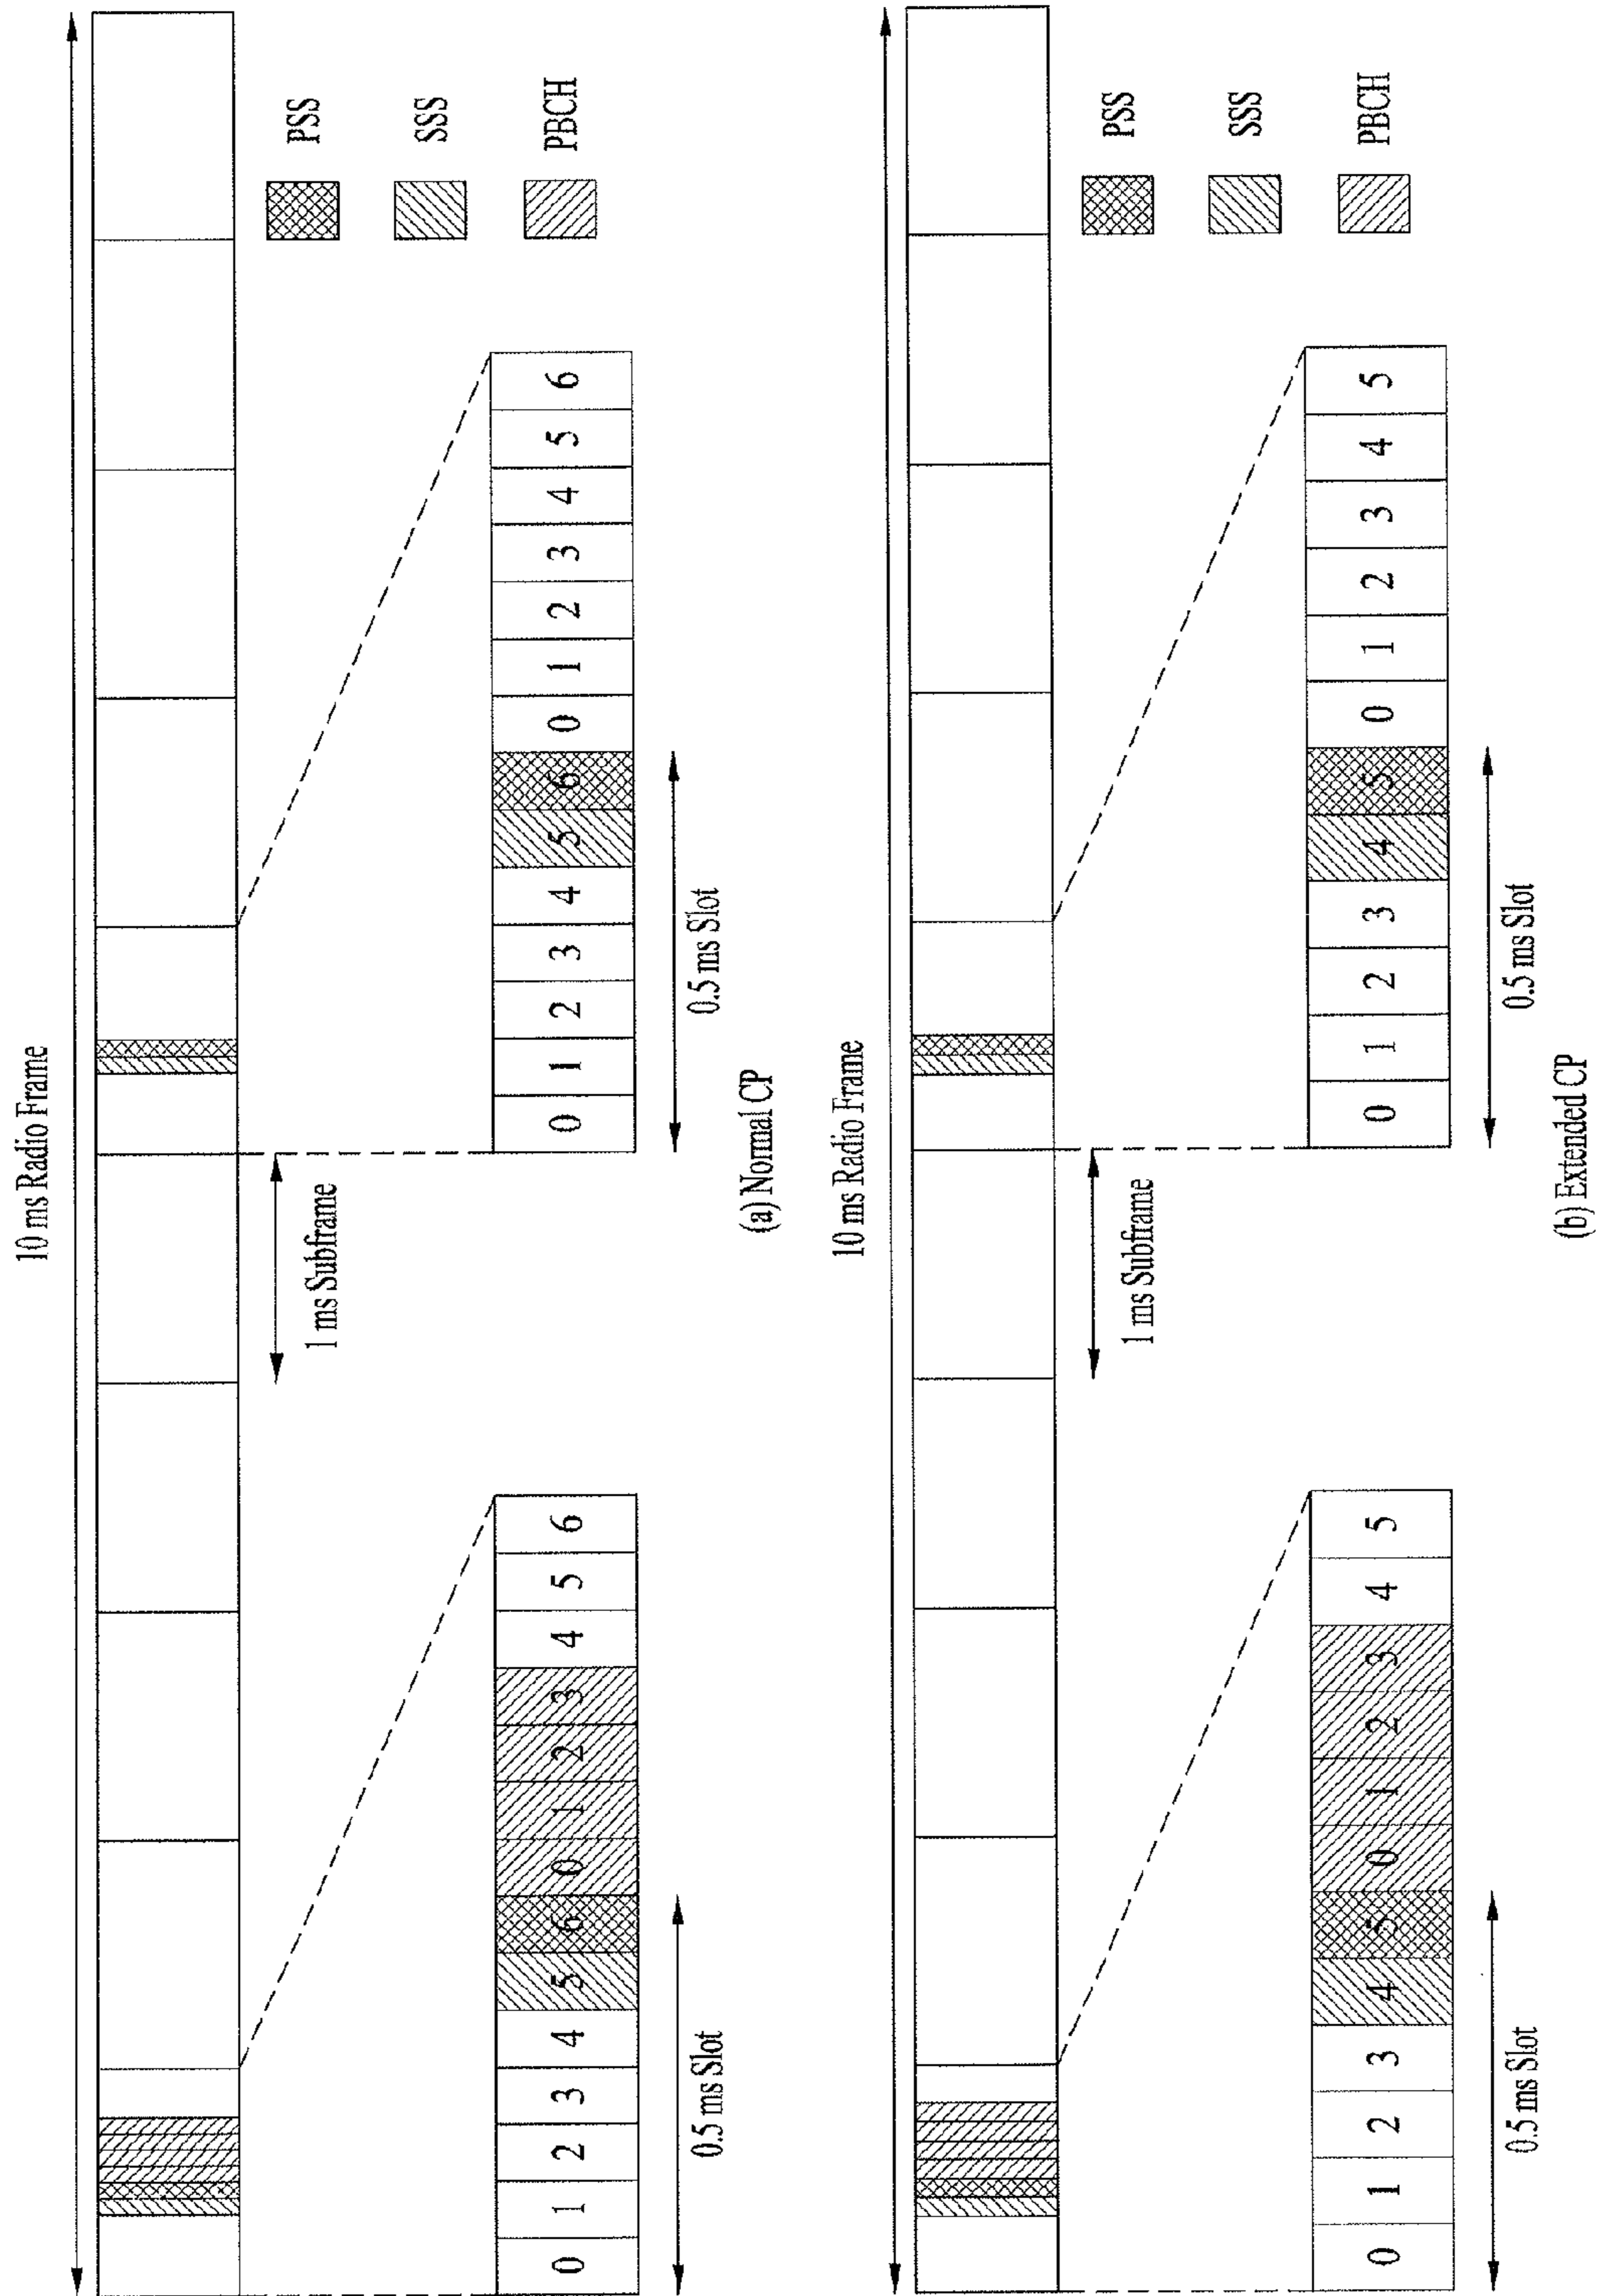 10 ms Radio Frame
PSS
SSS
PBCH
1 ms Subframe
0 1 2 3 4 5 6 0 1 2 3 4 5 6
0 1 2 3 4 5 6 0 1 2 3 4 5 6
0.5 ms Slot
0.5 ms Slot
(a) Normal CP
10 ms Radio Frame
PSS
SSS
PBCH
1 ms Subframe
0 1 2 3 4 5 0 1 2 3 4 5
0 1 2 3 4 5 0 1 2 3 4 5
0.5 ms Slot
0.5 ms Slot
(b) Extended CP